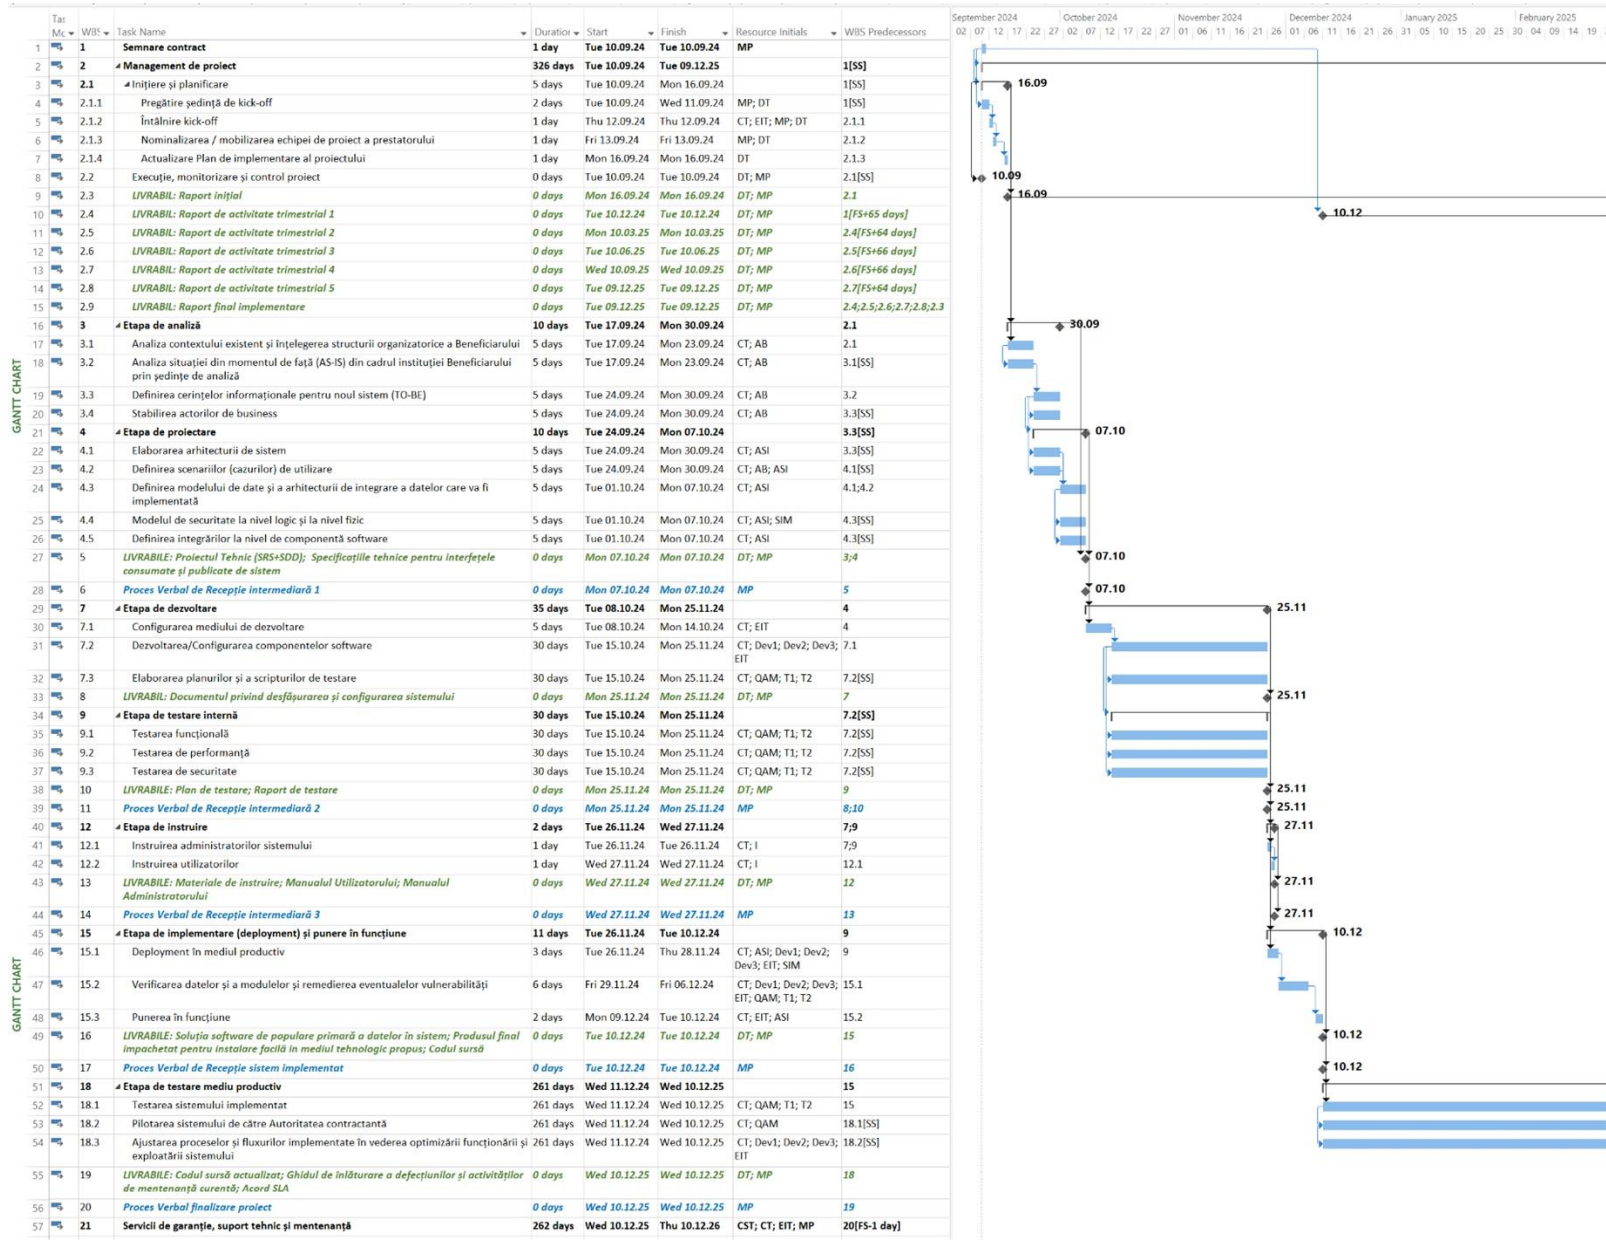 Tas Mo WBS Task Name Duration Start Finish Resource Initials WBS Predecessors
September 2024 October 2024 November 2024 December 2024 January 2025 February 2025
02 07 12 17 22 27 02 07 12 17 22 27 01 06 11 16 21 26 01 06 11 16 21 26 31 05 10 15 20 25 30 04 09 14 19
1 1 Semnare contract 1 day Tue 10.09.24 Tue 10.09.24 MP
2 2 Management de proiect 326 days Tue 10.09.24 Tue 09.12.25 1[SS]
3 2.1 Inițiere și planificare 5 days Tue 10.09.24 Mon 16.09.24 1[SS] 16.09
4 2.1.1 Pregătire ședință de kick-off 2 days Tue 10.09.24 Wed 11.09.24 MP; DT 1[SS]
5 2.1.2 Întâlnire kick-off 1 day Thu 12.09.24 Thu 12.09.24 CT; EIT; MP; DT 2.1.1
6 2.1.3 Nominalizarea / mobilizarea echipei de proiect a prestatorului 1 day Fri 13.09.24 Fri 13.09.24 MP; DT 2.1.2
7 2.1.4 Actualizare Plan de implementare al proiectului 1 day Mon 16.09.24 Mon 16.09.24 DT 2.1.3
8 2.2 Execuție, monitorizare și control proiect 0 days Tue 10.09.24 Tue 10.09.24 DT; MP 2.1[SS] 10.09
9 2.3 LIVRABIL: Raport inițial 0 days Mon 16.09.24 Mon 16.09.24 DT; MP 2.1 16.09
10 2.4 LIVRABIL: Raport de activitate trimestrial 1 0 days Tue 10.12.24 Tue 10.12.24 DT; MP 1[FS+65 days] 10.12
11 2.5 LIVRABIL: Raport de activitate trimestrial 2 0 days Mon 10.03.25 Mon 10.03.25 DT; MP 2.4[FS+64 days]
12 2.6 LIVRABIL: Raport de activitate trimestrial 3 0 days Tue 10.06.25 Tue 10.06.25 DT; MP 2.5[FS+66 days]
13 2.7 LIVRABIL: Raport de activitate trimestrial 4 0 days Wed 10.09.25 Wed 10.09.25 DT; MP 2.6[FS+66 days]
14 2.8 LIVRABIL: Raport de activitate trimestrial 5 0 days Tue 09.12.25 Tue 09.12.25 DT; MP 2.7[FS+64 days]
15 2.9 LIVRABIL: Raport final implementare 0 days Tue 09.12.25 Tue 09.12.25 DT; MP 2.4;2.5;2.6;2.7;2.8;2.3
16 3 Etapa de analiză 10 days Tue 17.09.24 Mon 30.09.24 2.1 30.09
17 3.1 Analiza contextului existent și înțelegerea structurii organizatorice a Beneficiarului 5 days Tue 17.09.24 Mon 23.09.24 CT; AB 2.1
18 3.2 Analiza situației din momentul de față (AS-IS) din cadrul instituției Beneficiarului 5 days Tue 17.09.24 Mon 23.09.24 CT; AB 3.1[SS]
prin ședințe de analiză
19 3.3 Definirea cerințelor informaționale pentru noul sistem (TO-BE) 5 days Tue 24.09.24 Mon 30.09.24 CT; AB 3.2
20 3.4 Stabilirea actorilor de business 5 days Tue 24.09.24 Mon 30.09.24 CT; AB 3.3[SS]
GANTT CHART
21 4 Etapa de proiectare 10 days Tue 24.09.24 Mon 07.10.24 3.3[SS] 07.10
22 4.1 Elaborarea arhitecturii de sistem 5 days Tue 24.09.24 Mon 30.09.24 CT; ASI 3.3[SS]
23 4.2 Definirea scenariilor (cazurilor) de utilizare 5 days Tue 24.09.24 Mon 30.09.24 CT; AB; ASI 4.1[SS]
24 4.3 Definirea modelului de date și a arhitecturii de integrare a datelor care va fi 5 days Tue 01.10.24 Mon 07.10.24 CT; ASI 4.1;4.2
implementată
25 4.4 Modelul de securitate la nivel logic și la nivel fizic 5 days Tue 01.10.24 Mon 07.10.24 CT; ASI; SIM 4.3[SS]
26 4.5 Definirea integrărilor la nivel de componentă software 5 days Tue 01.10.24 Mon 07.10.24 CT; ASI 4.3[SS]
27 5 LIVRABILE: Proiectul Tehnic (SRS+SDD); Specificațiile tehnice pentru interfețele 0 days Mon 07.10.24 Mon 07.10.24 DT; MP 3;4 07.10
consumate și publicate de sistem
28 6 Proces Verbal de Recepție intermediară 1 0 days Mon 07.10.24 Mon 07.10.24 MP 5 07.10
29 7 Etapa de dezvoltare 35 days Tue 08.10.24 Mon 25.11.24 4 25.11
30 7.1 Configurarea mediului de dezvoltare 5 days Tue 08.10.24 Mon 14.10.24 CT; EIT 4
31 7.2 Dezvoltarea/Configurarea componentelor software 30 days Tue 15.10.24 Mon 25.11.24 CT; Dev1; Dev2; Dev3; 7.1
EIT
32 7.3 Elaborarea planurilor și a scripturilor de testare 30 days Tue 15.10.24 Mon 25.11.24 CT; QAM; T1; T2 7.2[SS]
33 8 LIVRABIL: Documentul privind desfășurarea și configurarea sistemului 0 days Mon 25.11.24 Mon 25.11.24 DT; MP 7 25.11
34 9 Etapa de testare internă 30 days Tue 15.10.24 Mon 25.11.24 7.2[SS]
35 9.1 Testarea funcțională 30 days Tue 15.10.24 Mon 25.11.24 CT; QAM; T1; T2 7.2[SS]
36 9.2 Testarea de performanță 30 days Tue 15.10.24 Mon 25.11.24 CT; QAM; T1; T2 7.2[SS]
37 9.3 Testarea de securitate 30 days Tue 15.10.24 Mon 25.11.24 CT; QAM; T1; T2 7.2[SS]
38 10 LIVRABILE: Plan de testare; Raport de testare 0 days Mon 25.11.24 Mon 25.11.24 DT; MP 9 25.11
39 11 Proces Verbal de Recepție intermediară 2 0 days Mon 25.11.24 Mon 25.11.24 MP 8;10 25.11
40 12 Etapa de instruire 2 days Tue 26.11.24 Wed 27.11.24 7;9 27.11
41 12.1 Instruirea administratorilor sistemului 1 day Tue 26.11.24 Tue 26.11.24 CT; I 7;9
42 12.2 Instruirea utilizatorilor 1 day Wed 27.11.24 Wed 27.11.24 CT; I 12.1
43 13 LIVRABILE: Materiale de instruire; Manualul Utilizatorului; Manualul 0 days Wed 27.11.24 Wed 27.11.24 DT; MP 12 27.11
Administratorului
44 14 Proces Verbal de Recepție intermediară 3 0 days Wed 27.11.24 Wed 27.11.24 MP 13 27.11
45 15 Etapa de implementare (deployment) și punere în funcțiune 11 days Tue 26.11.24 Tue 10.12.24 9 10.12
46 15.1 Deployment în mediul productiv 3 days Tue 26.11.24 Thu 28.11.24 CT; ASI; Dev1; Dev2; 9
Dev3; EIT; SIM
GANTT CHART
47 15.2 Verificarea datelor și a modulelor și remedierea eventualelor vulnerabilități 6 days Fri 29.11.24 Fri 06.12.24 CT; Dev1; Dev2; Dev3; 15.1
EIT; QAM; T1; T2
48 15.3 Punerea în funcțiune 2 days Mon 09.12.24 Tue 10.12.24 CT; EIT; ASI 15.2
49 16 LIVRABILE: Soluția software de populare primară a datelor în sistem; Produsul final 0 days Tue 10.12.24 Tue 10.12.24 DT; MP 15 10.12
împachetat pentru instalare facilă în mediul tehnologic propus; Codul sursă
50 17 Proces Verbal de Recepție sistem implementat 0 days Tue 10.12.24 Tue 10.12.24 MP 16 10.12
51 18 Etapa de testare mediu productiv 261 days Wed 11.12.24 Wed 10.12.25 15
52 18.1 Testarea sistemului implementat 261 days Wed 11.12.24 Wed 10.12.25 CT; QAM; T1; T2 15
53 18.2 Pilotarea sistemului de către Autoritatea contractantă 261 days Wed 11.12.24 Wed 10.12.25 CT; QAM 18.1[SS]
54 18.3 Ajustarea proceselor și fluxurilor implementate în vederea optimizării funcționării și 261 days Wed 11.12.24 Wed 10.12.25 CT; Dev1; Dev2; Dev3; 18.2[SS]
exploatării sistemului EIT
55 19 LIVRABILE: Codul sursă actualizat; Ghidul de înlăturare a defecțiunilor și activităților 0 days Wed 10.12.25 Wed 10.12.25 DT; MP 18
de mentenanță curentă; Acord SLA
56 20 Proces Verbal finalizare proiect 0 days Wed 10.12.25 Wed 10.12.25 MP 19
57 21 Servicii de garanție, suport tehnic și mentenanță 262 days Wed 10.12.25 Thu 10.12.26 CST; CT; EIT; MP 20[FS-1 day]